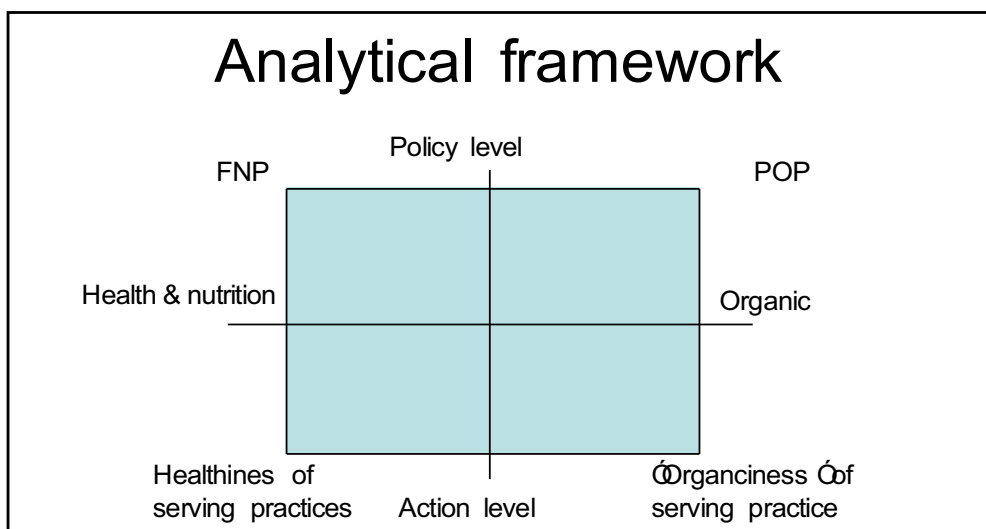 Analytical framework
Policy level
FNP
POP
Health & nutrition
Organic
Healthines of
serving practices
Action level
ÓOrganciness Óof
serving practice